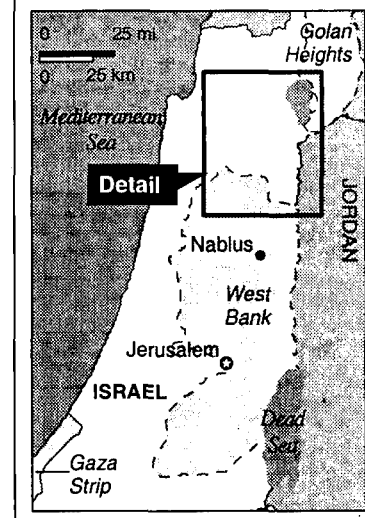 0 25 mi
0 25 km
Golan
Heights
Mediterranean
Sea
Detail
JORDAN
Nablus
West
Bank
Jerusalem
ISRAEL
Dead
Sea
Gaza
Strip